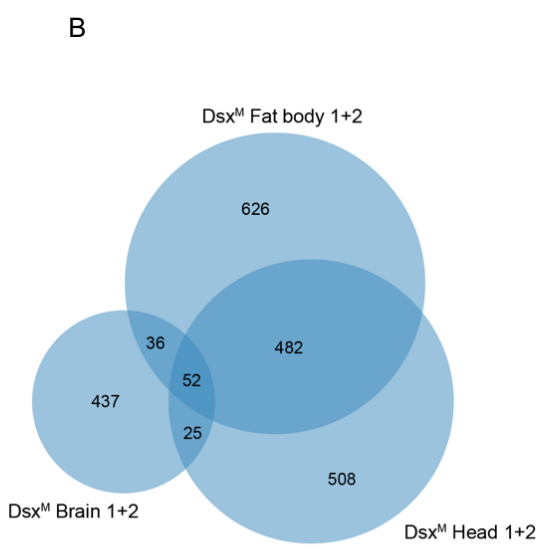 B
Dsxᴹ Fat body 1+2
626
36
482
52
437
25
508
Dsxᴹ Brain 1+2
Dsxᴹ Head 1+2